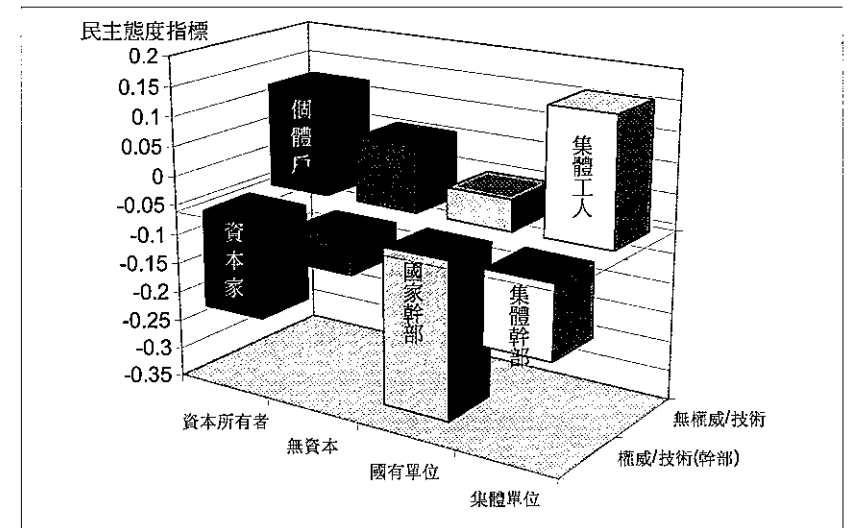 民主態度指標
0.2
0.15
0.1
0.05
0
-0.05
-0.1
-0.15
-0.2
-0.25
-0.3
-0.35
個體戶
集體工人
資本家
國家幹部
集體幹部
資本所有者
無資本
國有單位
集體單位
無權威/技術
權威/技術(幹部)